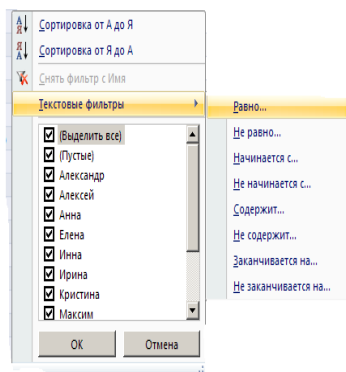 Сортировка от А до Я
Сортировка от Я до А
Снять фильтр с Имя
Текстовые фильтры
(Выделить все)
(Пустые)
Александр
Алексей
Анна
Елена
Инна
Ирина
Кристина
Максим
ОК
Отмена
Равно...
Не равно...
Начинается с...
Не начинается с...
Содержит...
Не содержит...
Заканчивается на...
Не заканчивается на...